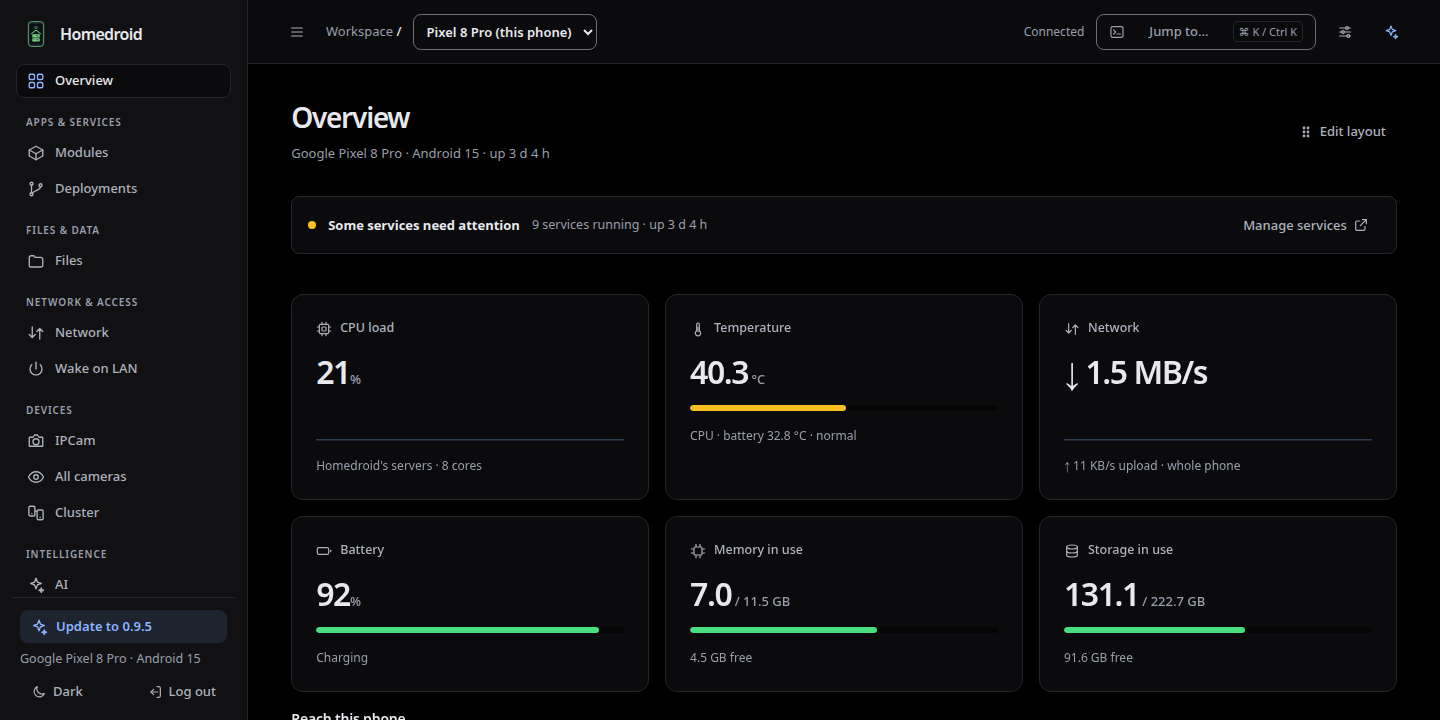 Homedroid
Workspace /
Pixel 8 Pro (this phone)
Connected
Jump to...
⌘ K / Ctrl K
Overview
APPS & SERVICES
Modules
Deployments
FILES & DATA
Files
NETWORK & ACCESS
Network
Wake on LAN
DEVICES
IPCam
All cameras
Cluster
INTELLIGENCE
AI
Update to 0.9.5
Google Pixel 8 Pro · Android 15
Dark
Log out
Overview
Google Pixel 8 Pro · Android 15 · up 3 d 4 h
Edit layout
Some services need attention
9 services running · up 3 d 4 h
Manage services
CPU load
21%
Homedroid's servers · 8 cores
Temperature
40.3 °C
CPU · battery 32.8 °C · normal
Network
↓ 1.5 MB/s
↑ 11 KB/s upload · whole phone
Battery
92%
Charging
Memory in use
7.0 / 11.5 GB
4.5 GB free
Storage in use
131.1 / 222.7 GB
91.6 GB free
Reach this phone